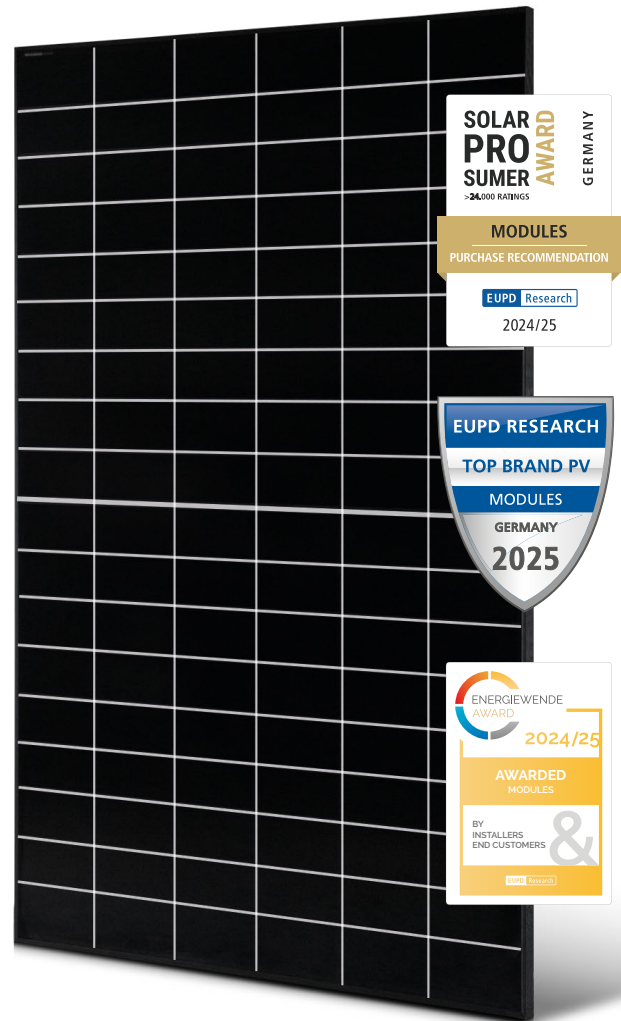 SOLAR
PRO
SUMER
AWARD
GERMANY
>24.000 RATINGS
MODULES
PURCHASE RECOMMENDATION
EUPD Research
2024/25
EUPD RESEARCH
TOP BRAND PV
MODULES
GERMANY
2025
ENERGIEWENDE
AWARD
2024/25
AWARDED
MODULES
BY
INSTALLERS
END CUSTOMERS
&
EUPD Research